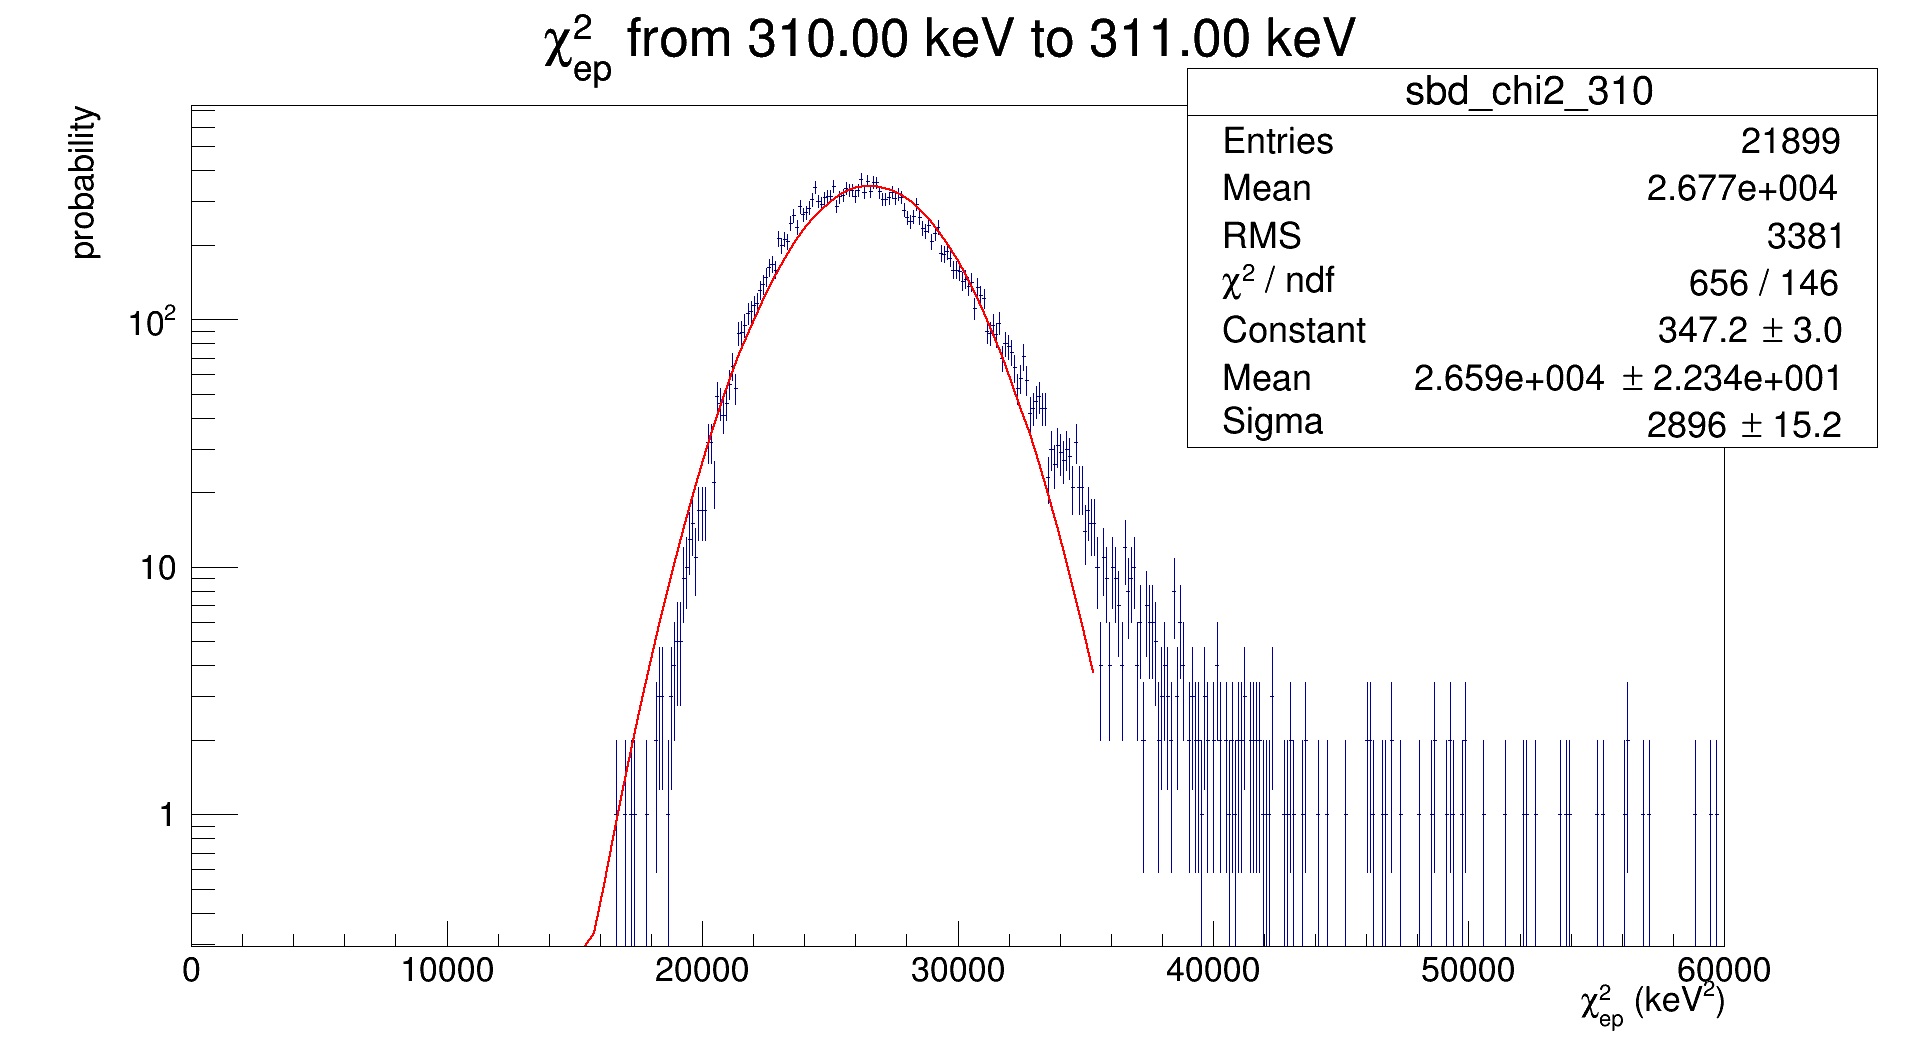 χ²ep from 310.00 keV to 311.00 keV
probability
sbd_chi2_310
Entries 21899
Mean 2.677e+004
RMS 3381
χ² / ndf 656 / 146
Constant 347.2 ± 3.0
Mean 2.659e+004 ± 2.234e+001
Sigma 2896 ± 15.2
10²
10
1
0 10000 20000 30000 40000 50000 60000
χ²ep (keV²)